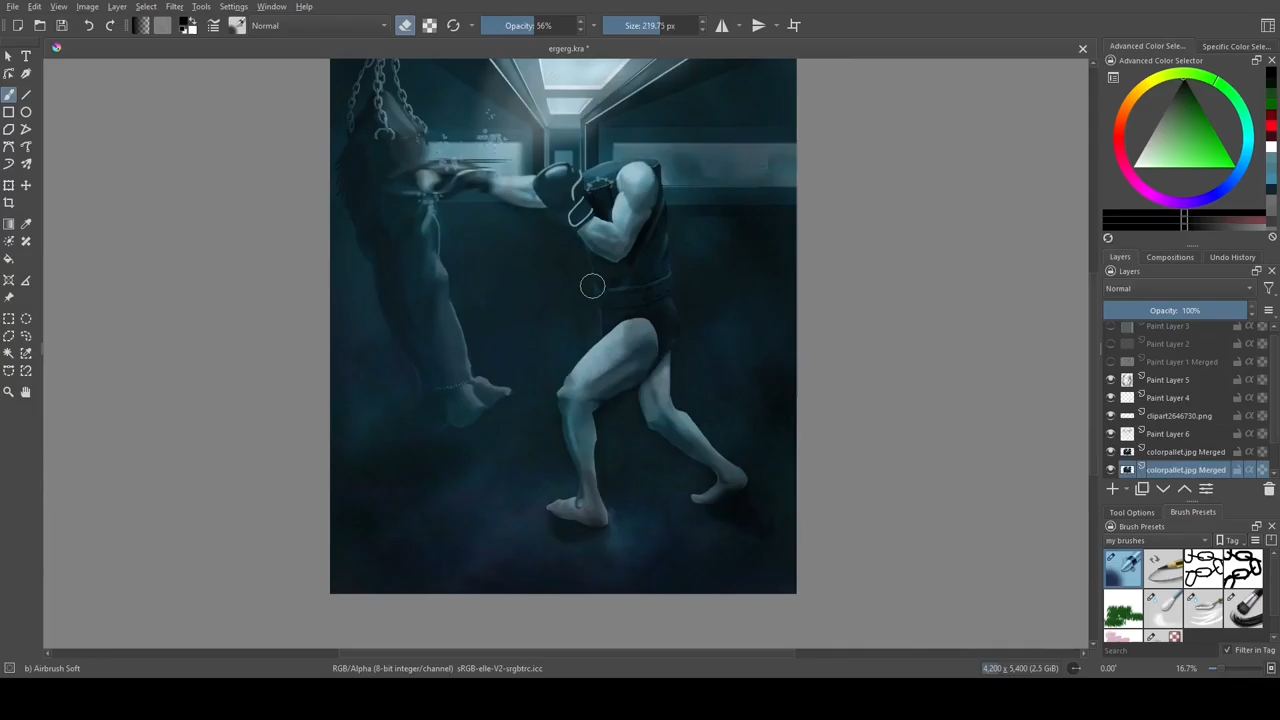 File Edit View Image Layer Select Filter Tools Settings Window Help
Normal Opacity: 56% Size: 219.75 px
ergerg.kra *
Advanced Color Selec... Specific Color Selec...
Advanced Color Selector
Layers Compositions Undo History
Layers
Normal
Opacity: 100%
Paint Layer 3
Paint Layer 2
Paint Layer 1 Merged
Paint Layer 5
Paint Layer 4
clipart2646730.png
Paint Layer 6
colorpallet.jpg Merged
colorpallet.jpg Merged
Tool Options Brush Presets
Brush Presets
my brushes Tag
Search Filter in Tag
b) Airbrush Soft RGB/Alpha (8-bit integer/channel) sRGB-elle-V2-srgbtrc.icc 4,200 x 5,400 (2.5 GiB) 0.00° 16.7%